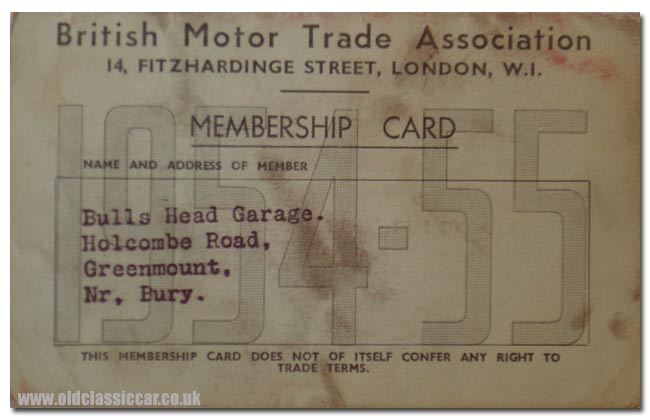 British Motor Trade Association
14, FITZHARDINGE STREET, LONDON, W.I.
MEMBERSHIP CARD
1954-55
NAME AND ADDRESS OF MEMBER
Bulls Head Garage.
Holcombe Road,
Greenmount,
Nr, Bury.
THIS MEMBERSHIP CARD DOES NOT OF ITSELF CONFER ANY RIGHT TO
TRADE TERMS.
www.oldclassiccar.co.uk